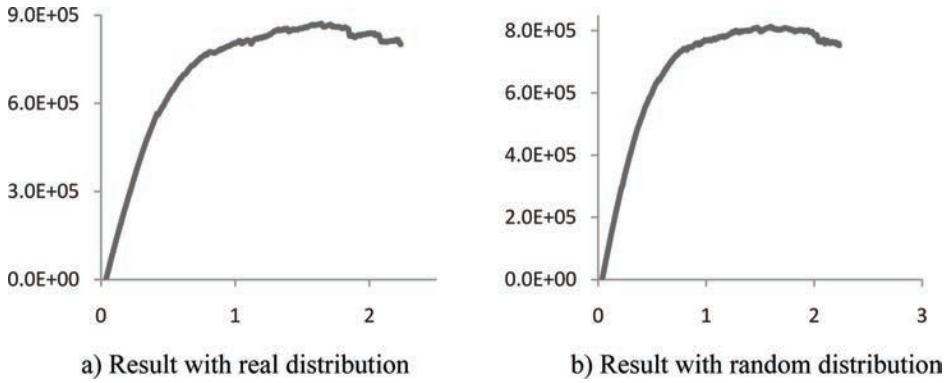 9.0E+05
6.0E+05
3.0E+05
0.0E+00
0 1 2
a) Result with real distribution
8.0E+05
6.0E+05
4.0E+05
2.0E+05
0.0E+00
0 1 2 3
b) Result with random distribution